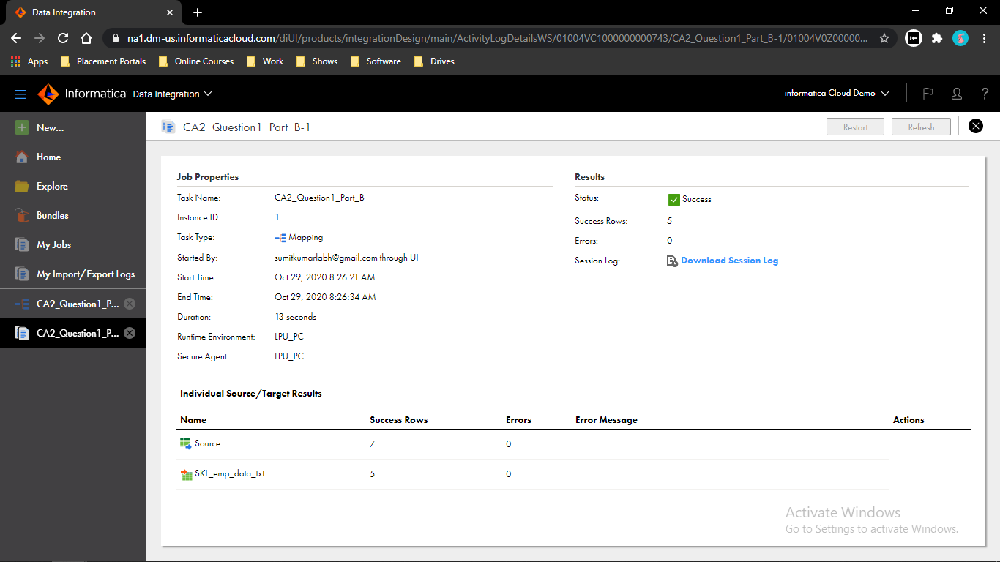 Data Integration
na1.dm-us.informaticacloud.com/diUI/products/integrationDesign/main/ActivityLogDetailsWS/01004VC1000000000743/CA2_Question1_Part_B-1/01004V0Z00000...
Apps Placement Portals Online Courses Work Shows Software Drives
Informatica Data Integration informatica Cloud Demo ?
New...
Home
Explore
Bundles
My Jobs
My Import/Export Logs
CA2_Question1_P...
CA2_Question1_P...
CA2_Question1_Part_B-1 Restart Refresh
Job Properties
Task Name: CA2_Question1_Part_B
Instance ID: 1
Task Type: Mapping
Started By: sumitkumarlabh@gmail.com through UI
Start Time: Oct 29, 2020 8:26:21 AM
End Time: Oct 29, 2020 8:26:34 AM
Duration: 13 seconds
Runtime Environment: LPU_PC
Secure Agent: LPU_PC
Results
Status: Success
Success Rows: 5
Errors: 0
Session Log: Download Session Log
Individual Source/Target Results
Name Success Rows Errors Error Message Actions
Source 7 0
SKL_emp_data_txt 5 0
Activate Windows
Go to Settings to activate Windows.